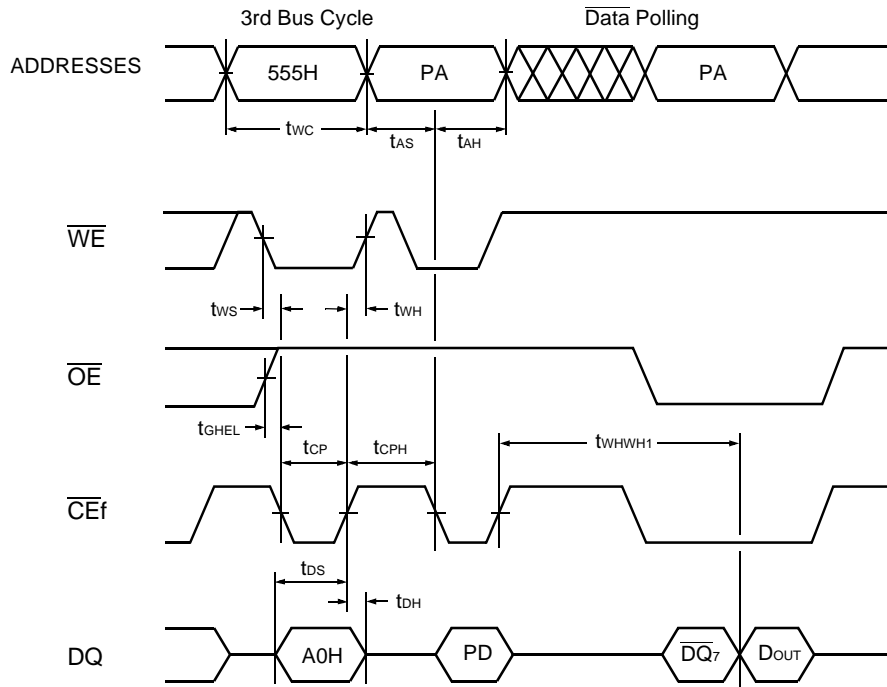 3rd Bus Cycle
Data Polling
ADDRESSES
555H
PA
PA
tWC
tAS
tAH
WE
tWS
tWH
OE
tGHEL
tCP
tCPH
tWHWH1
CEf
tDS
tDH
DQ
A0H
PD
DQ7
DOUT